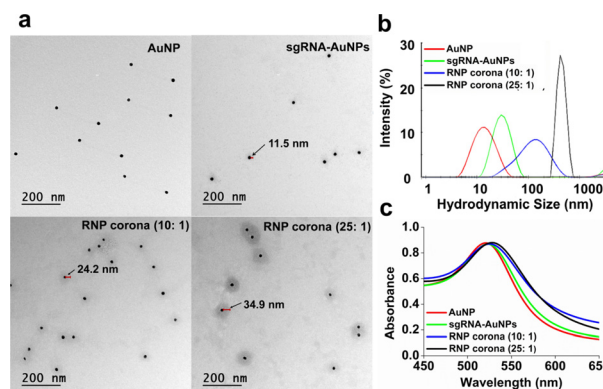 a
AuNP
200 nm
sgRNA-AuNPs
11.5 nm
200 nm
RNP corona (10: 1)
24.2 nm
200 nm
RNP corona (25: 1)
34.9 nm
200 nm
b
Intensity (%)
30
20
10
0
AuNP
sgRNA-AuNPs
RNP corona (10: 1)
RNP corona (25: 1)
1 10 100 1000
Hydrodynamic Size (nm)
c
Absorbance
1.0
0.8
0.6
0.4
0.2
0.0
AuNP
sgRNA-AuNPs
RNP corona (10: 1)
RNP corona (25: 1)
450 500 550 600 65
Wavelength (nm)